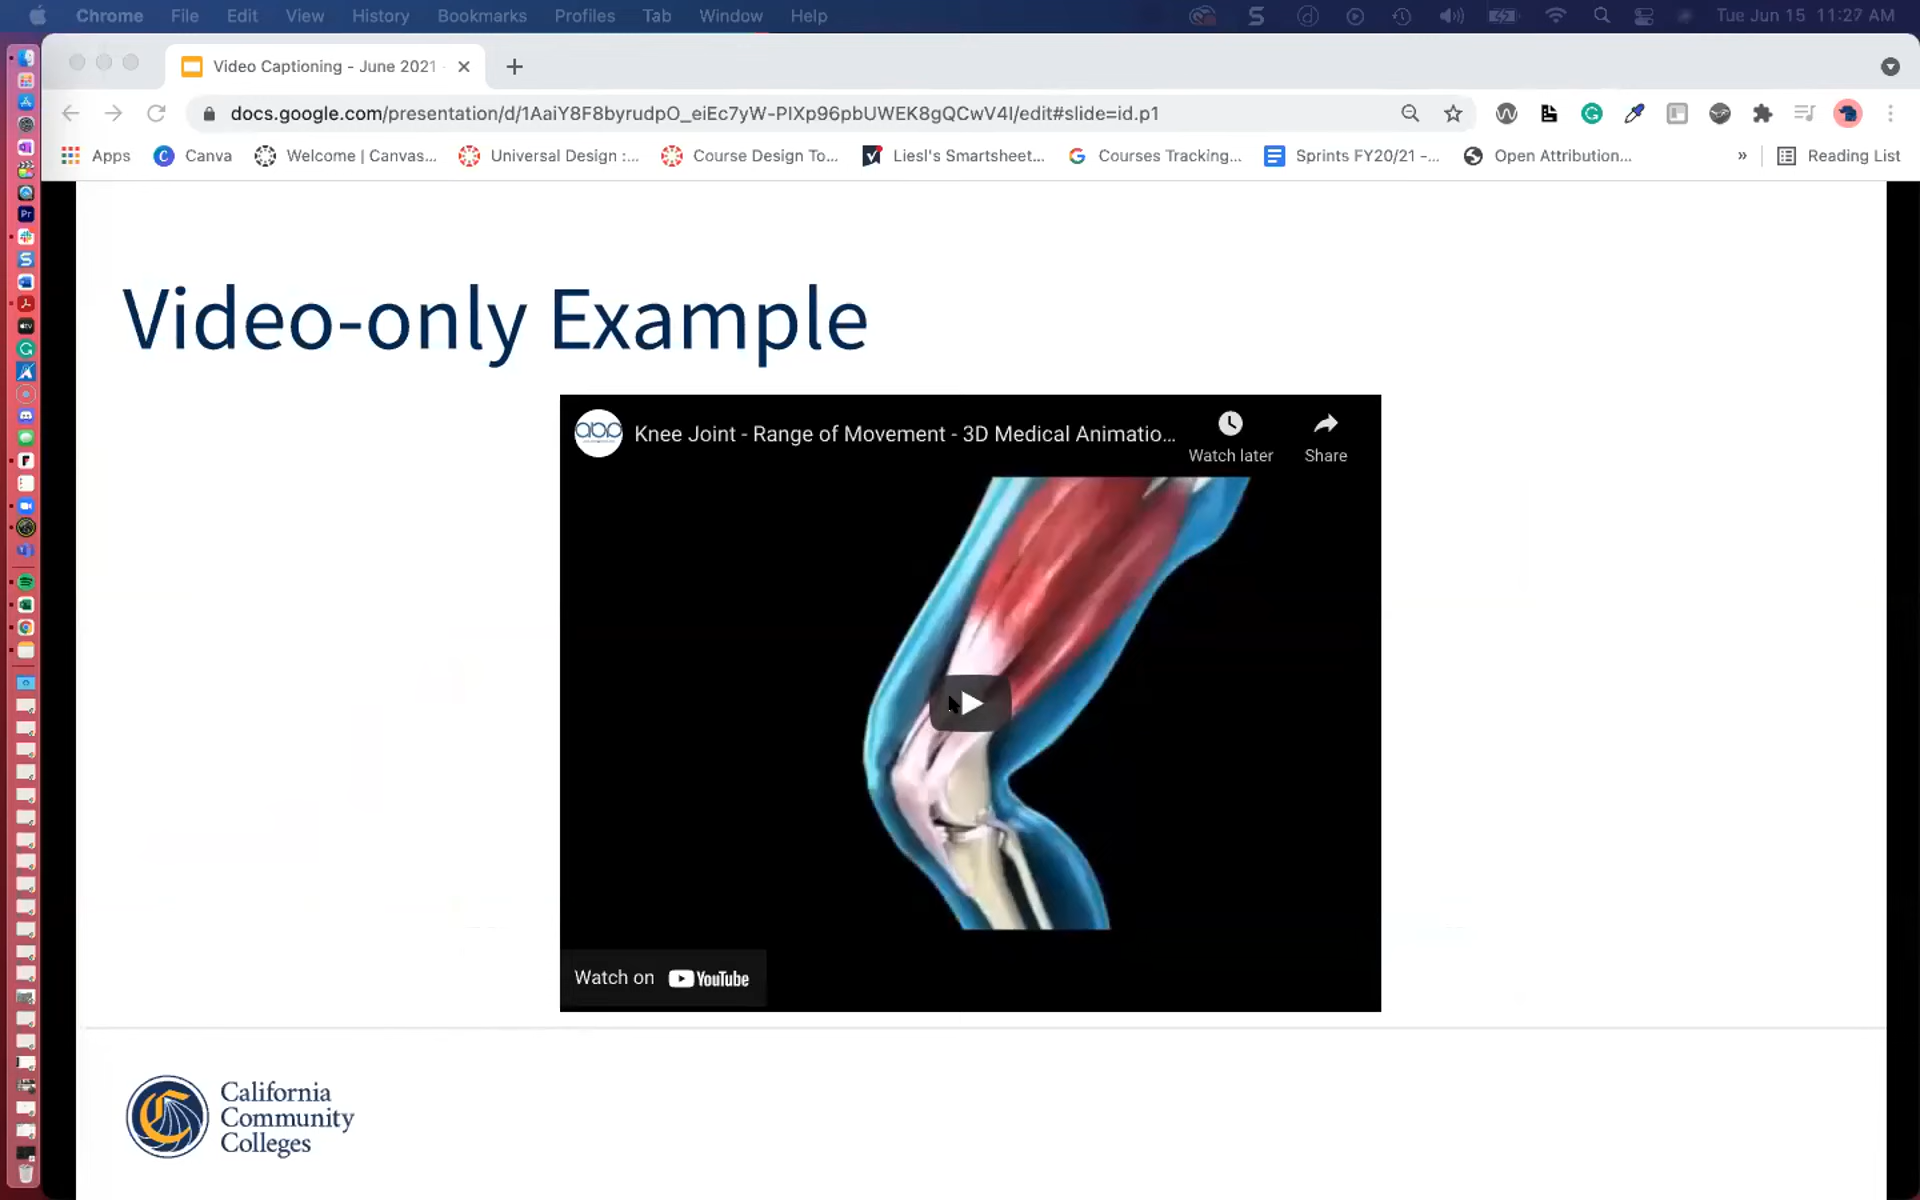 Chrome File Edit View History Bookmarks Profiles Tab Window Help Tue Jun 15 11:27 AM
Video Captioning - June 2021
docs.google.com/presentation/d/1AaiY8F8byrudpO_eiEc7yW-PIXp96pbUWEK8gQCwV4I/edit#slide=id.p1
Apps Canva Welcome | Canvas... Universal Design :... Course Design To... Liesl's Smartsheet... Courses Tracking... Sprints FY20/21 -... Open Attribution... » Reading List
Video-only Example
abp Knee Joint - Range of Movement - 3D Medical Animatio...
Watch later Share
Watch on YouTube
California
Community
Colleges